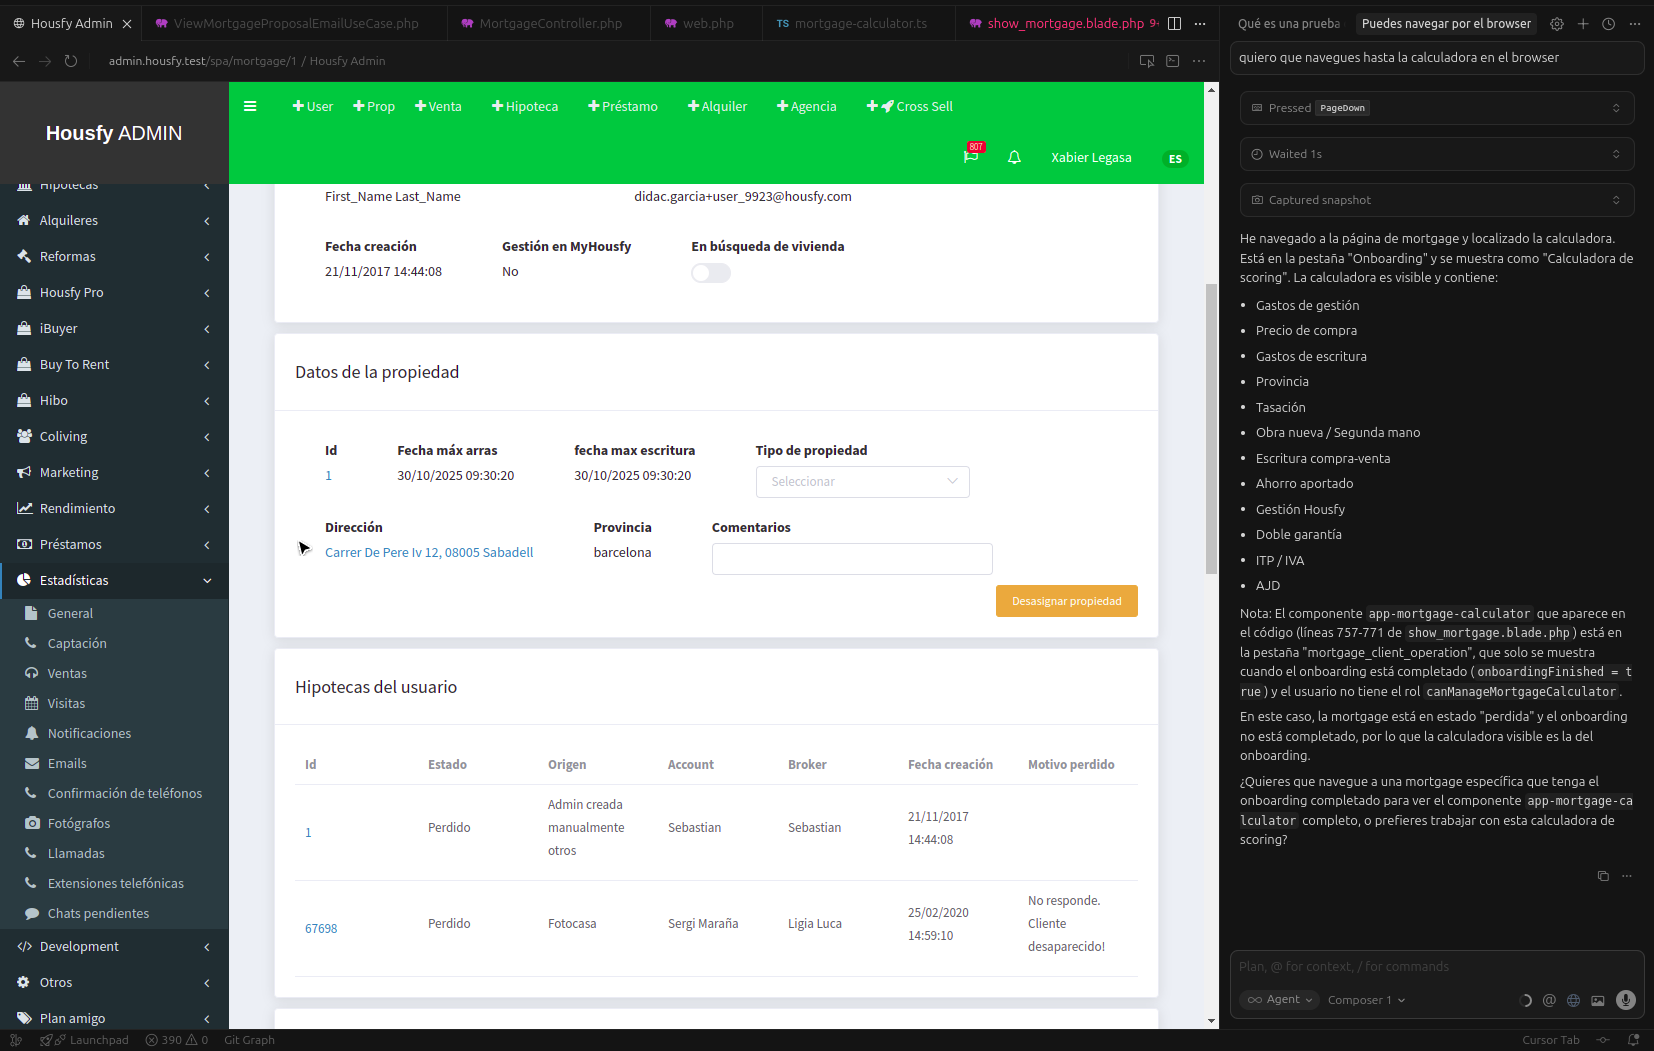 Housfy Admin
ViewMortgageProposalEmailUseCase.php
MortgageController.php
web.php
TS mortgage-calculator.ts
show_mortgage.blade.php 9+
Qué es una prueba
Puedes navegar por el browser
admin.housfy.test/spa/mortgage/1 / Housfy Admin
quiero que navegues hasta la calculadora en el browser
Housfy ADMIN
User
Prop
Venta
Hipoteca
Préstamo
Alquiler
Agencia
Cross Sell
807
Xabier Legasa
ES
Hipotecas
Alquileres
Reformas
Housfy Pro
iBuyer
Buy To Rent
Hibo
Coliving
Marketing
Rendimiento
Préstamos
Estadísticas
General
Captación
Ventas
Visitas
Notificaciones
Emails
Confirmación de teléfonos
Fotógrafos
Llamadas
Extensiones telefónicas
Chats pendientes
Development
Otros
Plan amigo
First_Name Last_Name
didac.garcia+user_9923@housfy.com
Fecha creación
Gestión en MyHousfy
En búsqueda de vivienda
21/11/2017 14:44:08
No
Datos de la propiedad
Id
Fecha máx arras
fecha max escritura
Tipo de propiedad
1
30/10/2025 09:30:20
30/10/2025 09:30:20
Seleccionar
Dirección
Provincia
Comentarios
Carrer De Pere Iv 12, 08005 Sabadell
barcelona
Desasignar propiedad
Hipotecas del usuario
Id
Estado
Origen
Account
Broker
Fecha creación
Motivo perdido
1
Perdido
Admin creada
manualmente
otros
Sebastian
Sebastian
21/11/2017
14:44:08
67698
Perdido
Fotocasa
Sergi Maraña
Ligia Luca
25/02/2020
14:59:10
No responde.
Cliente
desaparecido!
Pressed PageDown
Waited 1s
Captured snapshot
He navegado a la página de mortgage y localizado la calculadora.
Está en la pestaña "Onboarding" y se muestra como "Calculadora de
scoring". La calculadora es visible y contiene:
• Gastos de gestión
• Precio de compra
• Gastos de escritura
• Provincia
• Tasación
• Obra nueva / Segunda mano
• Escritura compra-venta
• Ahorro aportado
• Gestión Housfy
• Doble garantía
• ITP / IVA
• AJD
Nota: El componente app-mortgage-calculator que aparece en
el código (líneas 757-771 de show_mortgage.blade.php) está en
la pestaña "mortgage_client_operation", que solo se muestra
cuando el onboarding está completado (onboardingFinished = t
rue) y el usuario no tiene el rol canManageMortgageCalculator.
En este caso, la mortgage está en estado "perdida" y el onboarding
no está completado, por lo que la calculadora visible es la del
onboarding.
¿Quieres que navegue a una mortgage específica que tenga el
onboarding completado para ver el componente app-mortgage-ca
lculator completo, o prefieres trabajar con esta calculadora de
scoring?
Plan, @ for context, / for commands
Agent
Composer 1
Launchpad
390
0
Git Graph
Cursor Tab